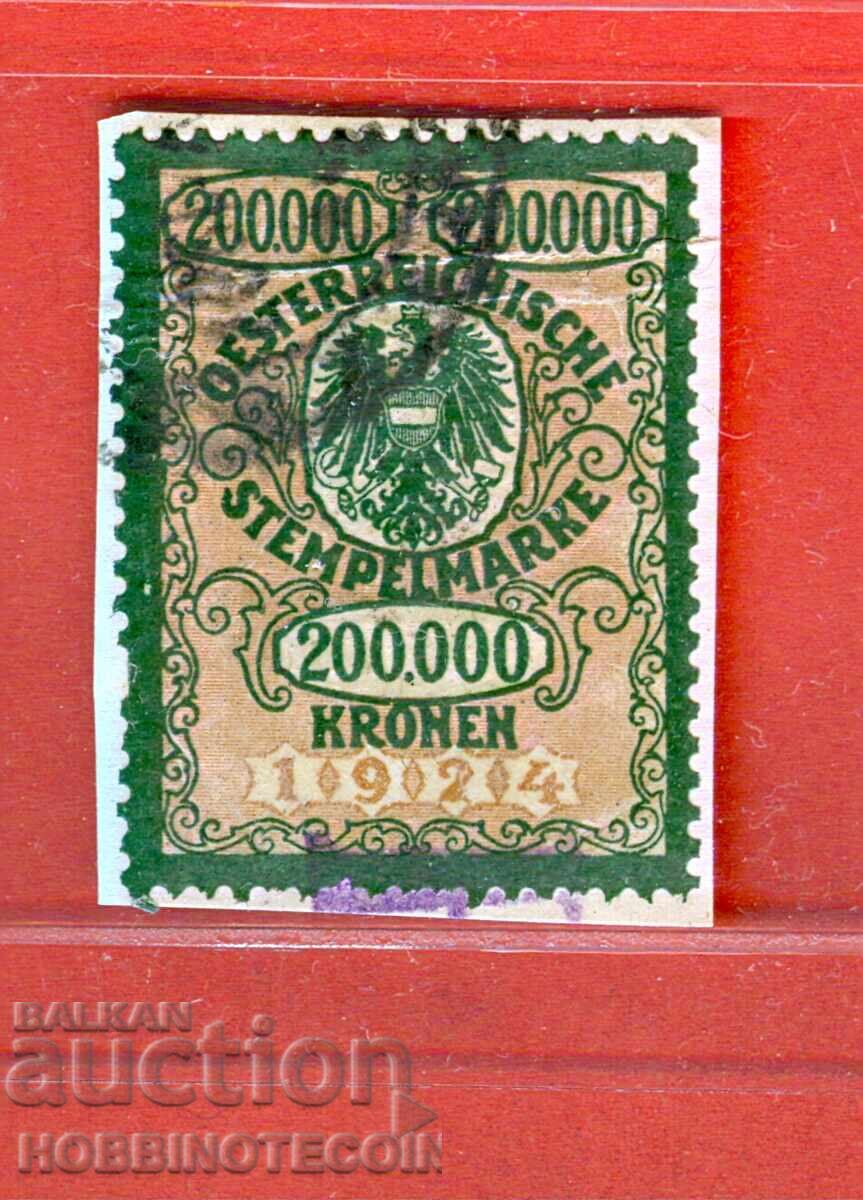 200.000 200.000
OESTERREICHISCHE
STEMPELMARKE
200.000
KRONEN
1924
BALKAN
auction
HOBBINOTECOIN